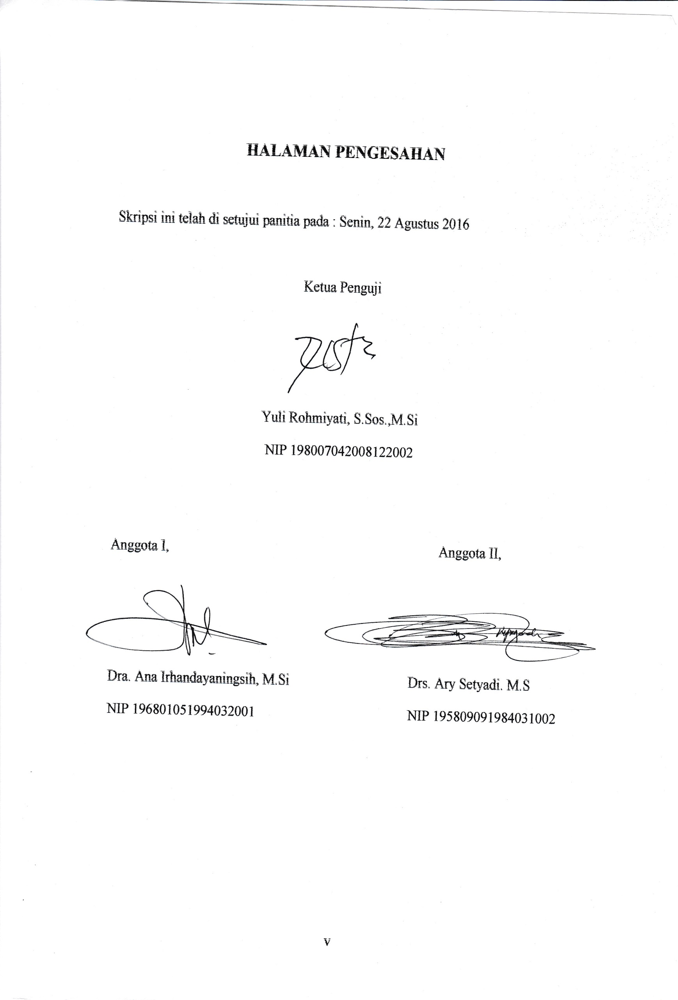 HALAMAN PENGESAHAN
Skripsi ini telah di setujui panitia pada : Senin, 22 Agustus 2016
Ketua Penguji
Yuli Rohmiyati, S.Sos.,M.Si
NIP 198007042008122002
Anggota I,
Anggota II,
Dra. Ana Irhandayaningsih, M.Si
Drs. Ary Setyadi. M.S
NIP 196801051994032001
NIP 195809091984031002
v